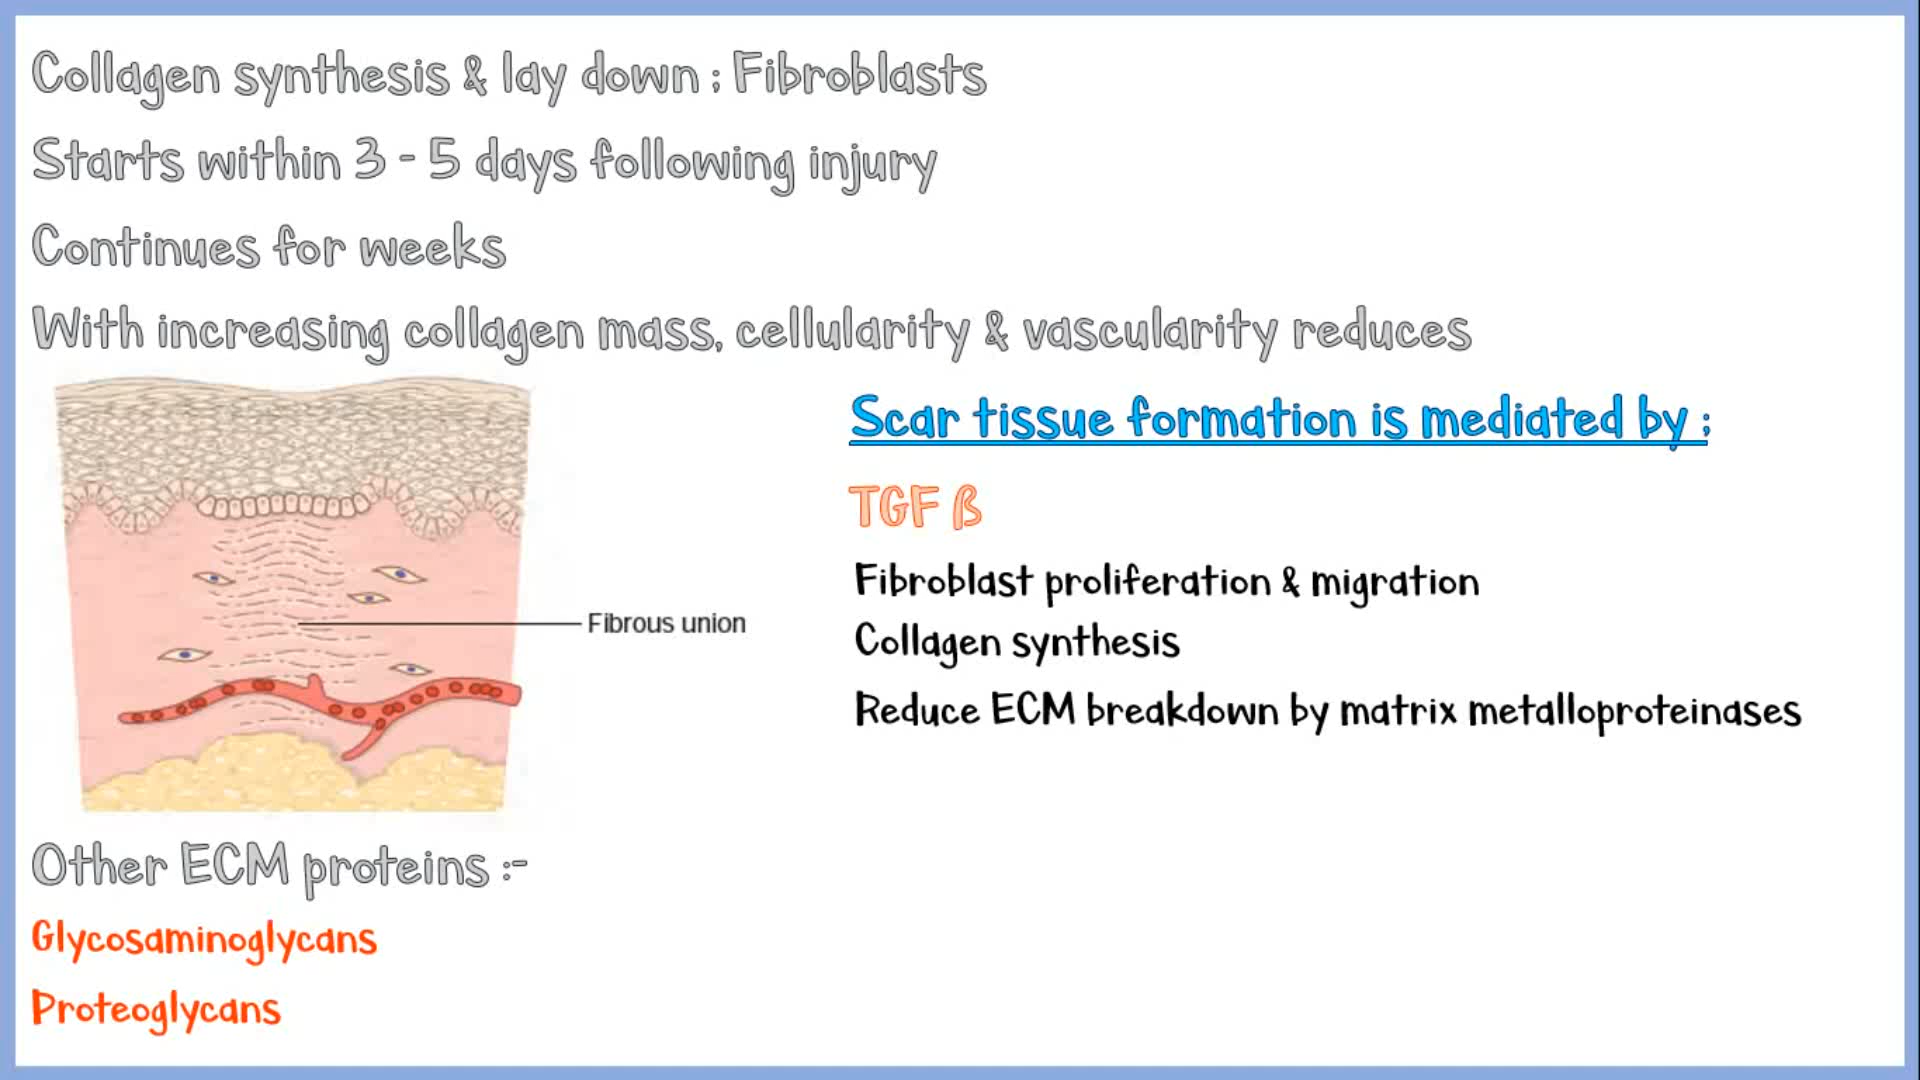 Collagen synthesis & lay down ; Fibroblasts
Starts within 3 - 5 days following injury
Continues for weeks
With increasing collagen mass, cellularity & vascularity reduces
Scar tissue formation is mediated by ;
TGF ß
Fibroblast proliferation & migration
Collagen synthesis
Reduce ECM breakdown by matrix metalloproteinases
Fibrous union
Other ECM proteins :-
Glycosaminoglycans
Proteoglycans